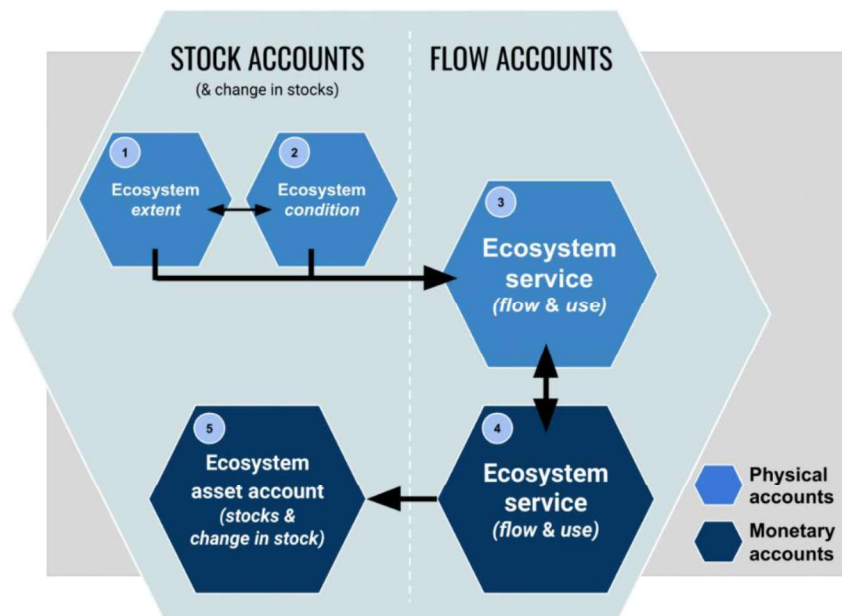 STOCK ACCOUNTS
(& change in stocks)
FLOW ACCOUNTS
1
Ecosystem
extent
2
Ecosystem
condition
3
Ecosystem
service
(flow & use)
5
Ecosystem
asset account
(stocks &
change in stock)
4
Ecosystem
service
(flow & use)
Physical
accounts
Monetary
accounts